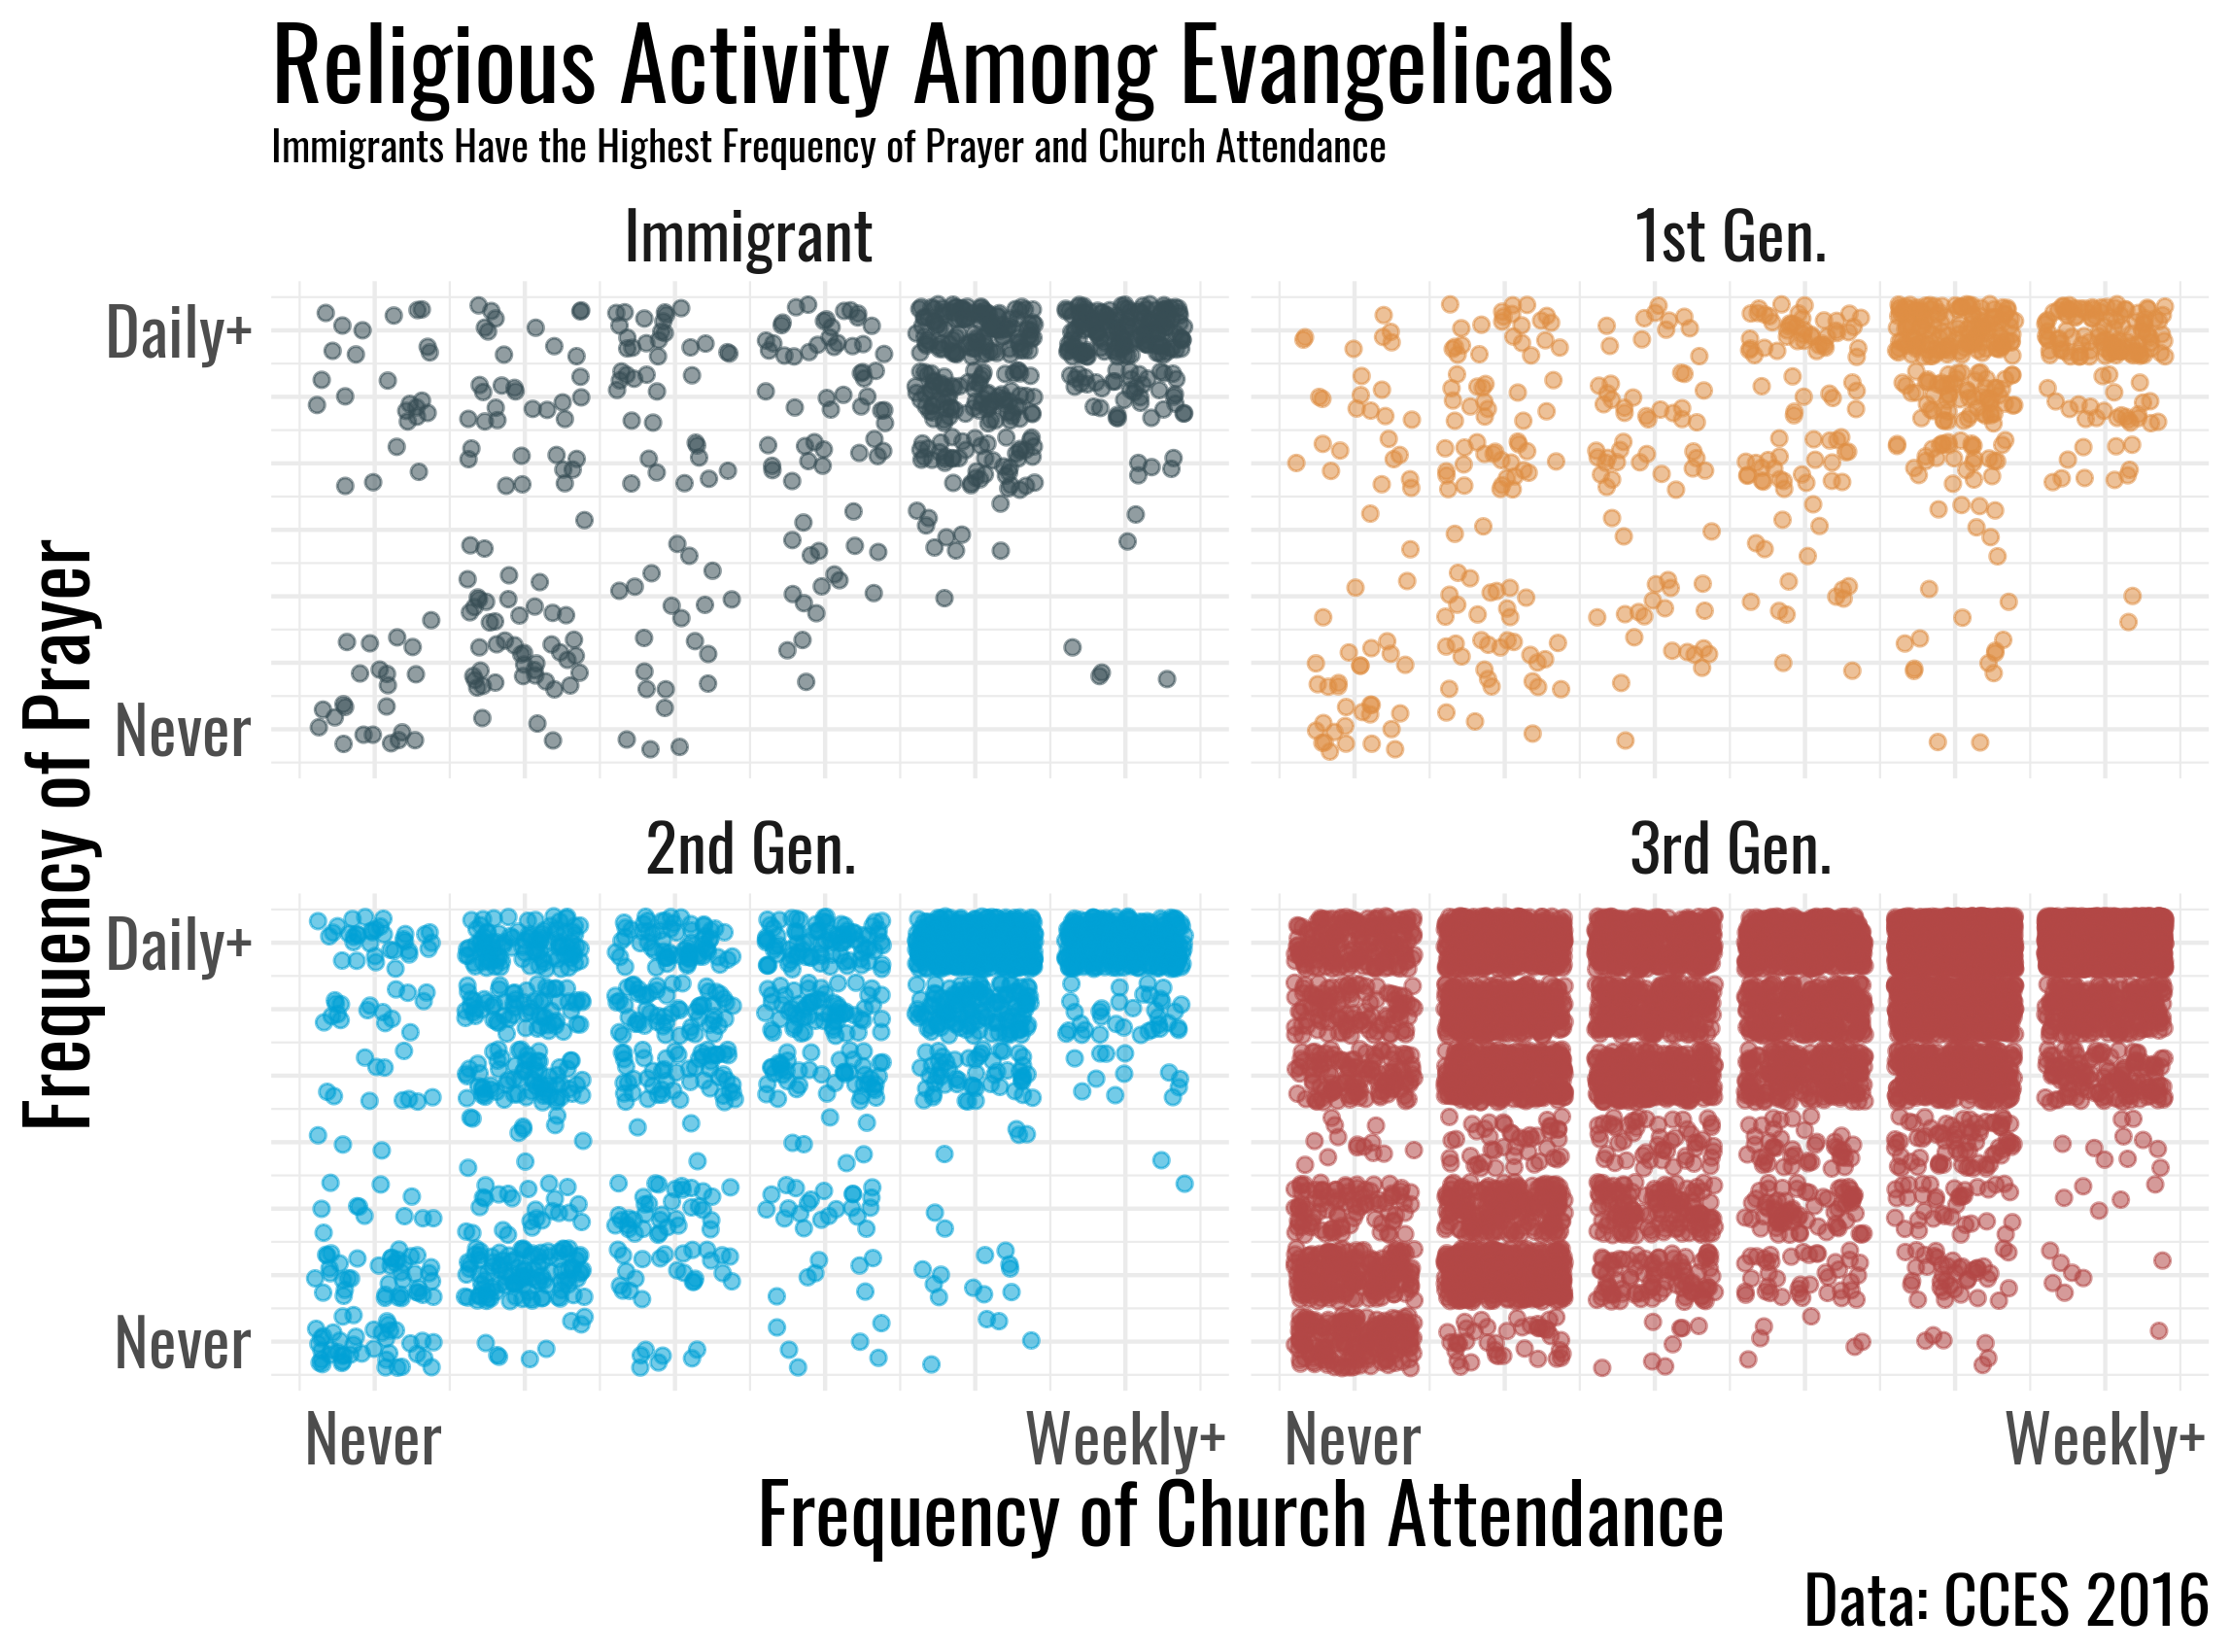 Religious Activity Among Evangelicals
Immigrants Have the Highest Frequency of Prayer and Church Attendance
Immigrant
1st Gen.
Daily+
Never
Frequency of Prayer
2nd Gen.
3rd Gen.
Daily+
Never
Never
Weekly+
Never
Weekly+
Frequency of Church Attendance
Data: CCES 2016